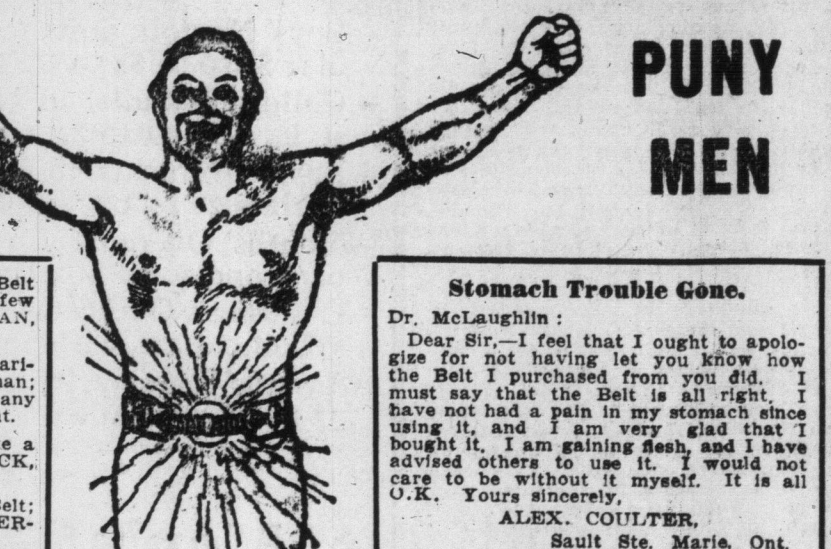 PUNY
MEN
Belt
few
AN,
ari-
nan;
any
t.
e a
CK,
Belt;
ER-
Stomach Trouble Gone.
Dr. McLaughlin :
Dear Sir,—I feel that I ought to apolo-
gize for not having let you know how
the Belt I purchased from you did. I
must say that the Belt is all right. I
have not had a pain in my stomach since
using it, and I am very glad that I
bought it. I am gaining flesh, and I have
advised others to use it. I would not
care to be without it myself. It is all
O.K. Yours sincerely,
ALEX. COULTER,
Sault Ste. Marie, Ont.